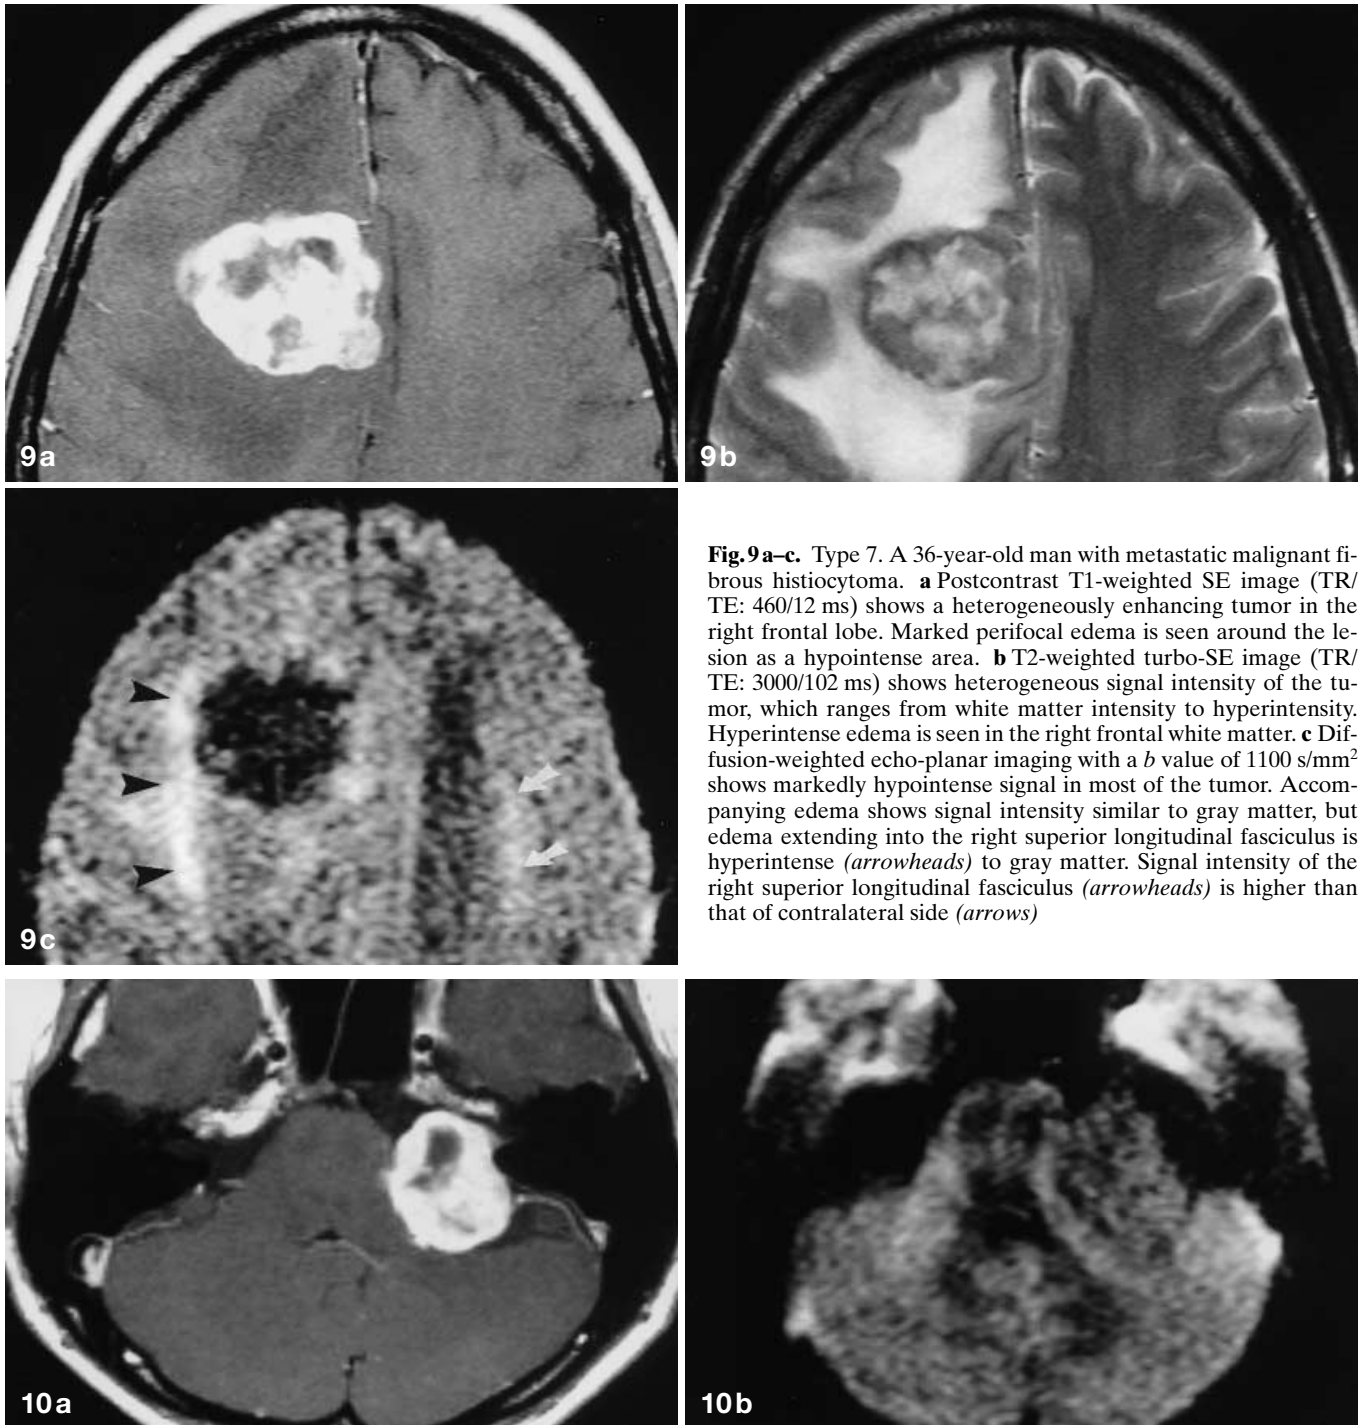 9a
9b
9c
Fig. 9 a–c. Type 7. A 36-year-old man with metastatic malignant fi-
brous histiocytoma. a Postcontrast T1-weighted SE image (TR/
TE: 460/12 ms) shows a heterogeneously enhancing tumor in the
right frontal lobe. Marked perifocal edema is seen around the le-
sion as a hypointense area. b T2-weighted turbo-SE image (TR/
TE: 3000/102 ms) shows heterogeneous signal intensity of the tu-
mor, which ranges from white matter intensity to hyperintensity.
Hyperintense edema is seen in the right frontal white matter. c Dif-
fusion-weighted echo-planar imaging with a b value of 1100 s/mm²
shows markedly hypointense signal in most of the tumor. Accom-
panying edema shows signal intensity similar to gray matter, but
edema extending into the right superior longitudinal fasciculus is
hyperintense (arrowheads) to gray matter. Signal intensity of the
right superior longitudinal fasciculus (arrowheads) is higher than
that of contralateral side (arrows)
10a
10b